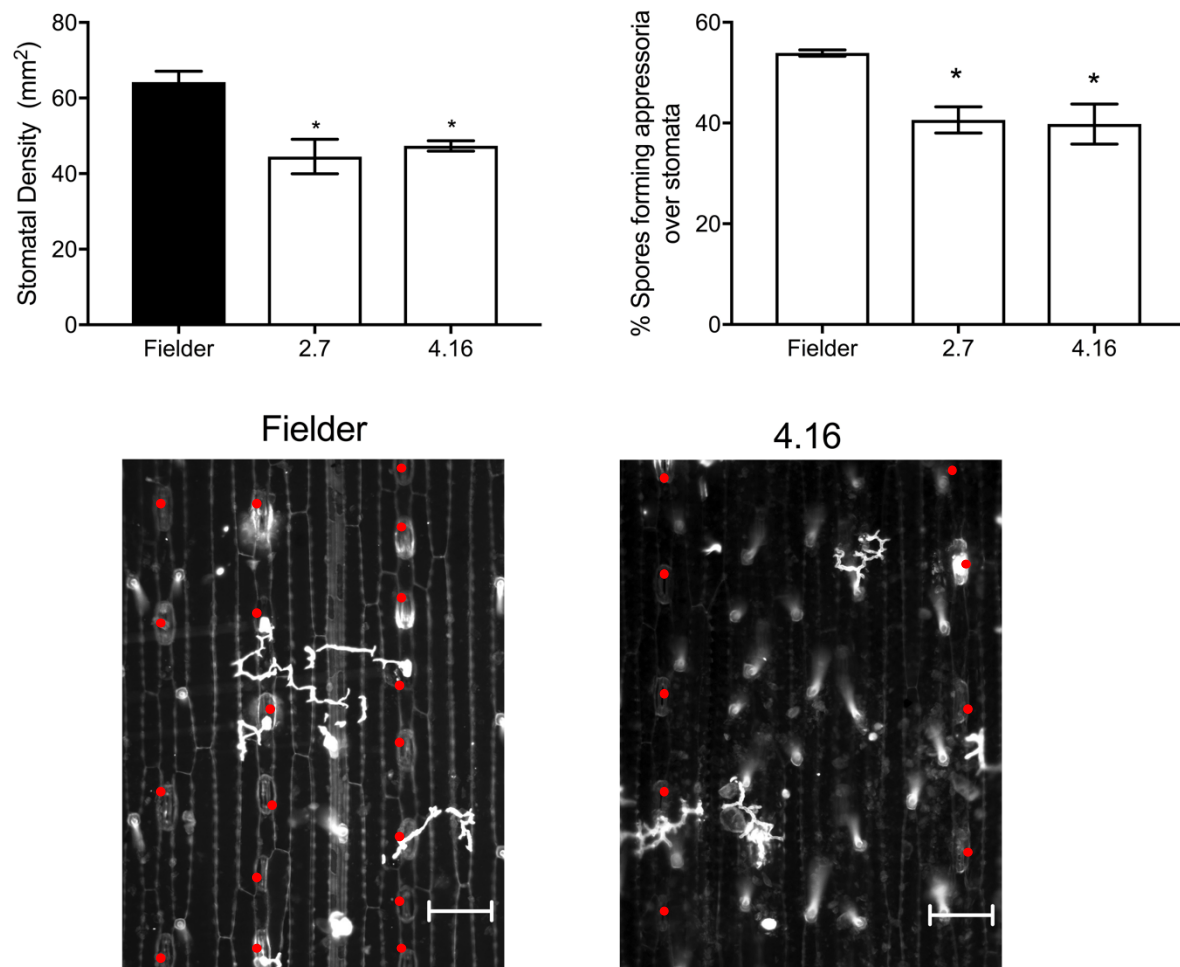 Stomatal Density (mm²)
80
60
40
20
0
*
*
Fielder 2.7 4.16
% Spores forming appressoria
over stomata
60
40
20
0
*
*
Fielder 2.7 4.16
Fielder
4.16